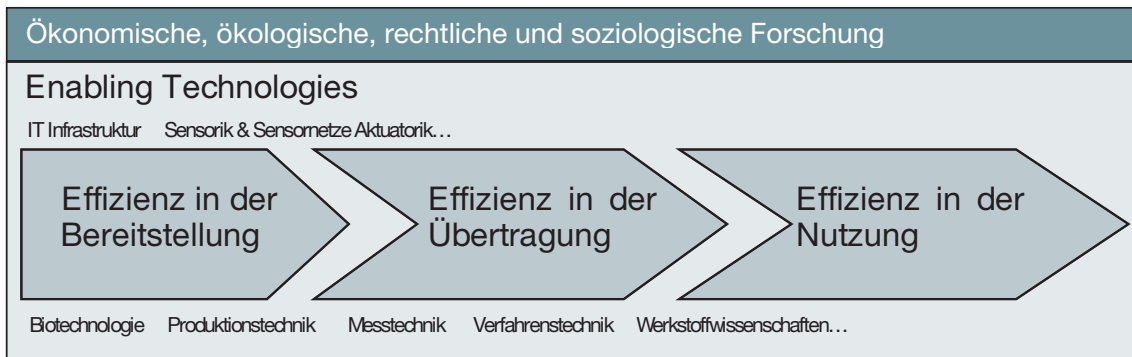 Ökonomische, ökologische, rechtliche und soziologische Forschung
Enabling Technologies
IT Infrastruktur Sensorik & Sensornetze Aktuatorik…
Effizienz in der
Bereitstellung
Effizienz in der
Übertragung
Effizienz in der
Nutzung
Biotechnologie Produktionstechnik Messtechnik Verfahrenstechnik Werkstoffwissenschaften…